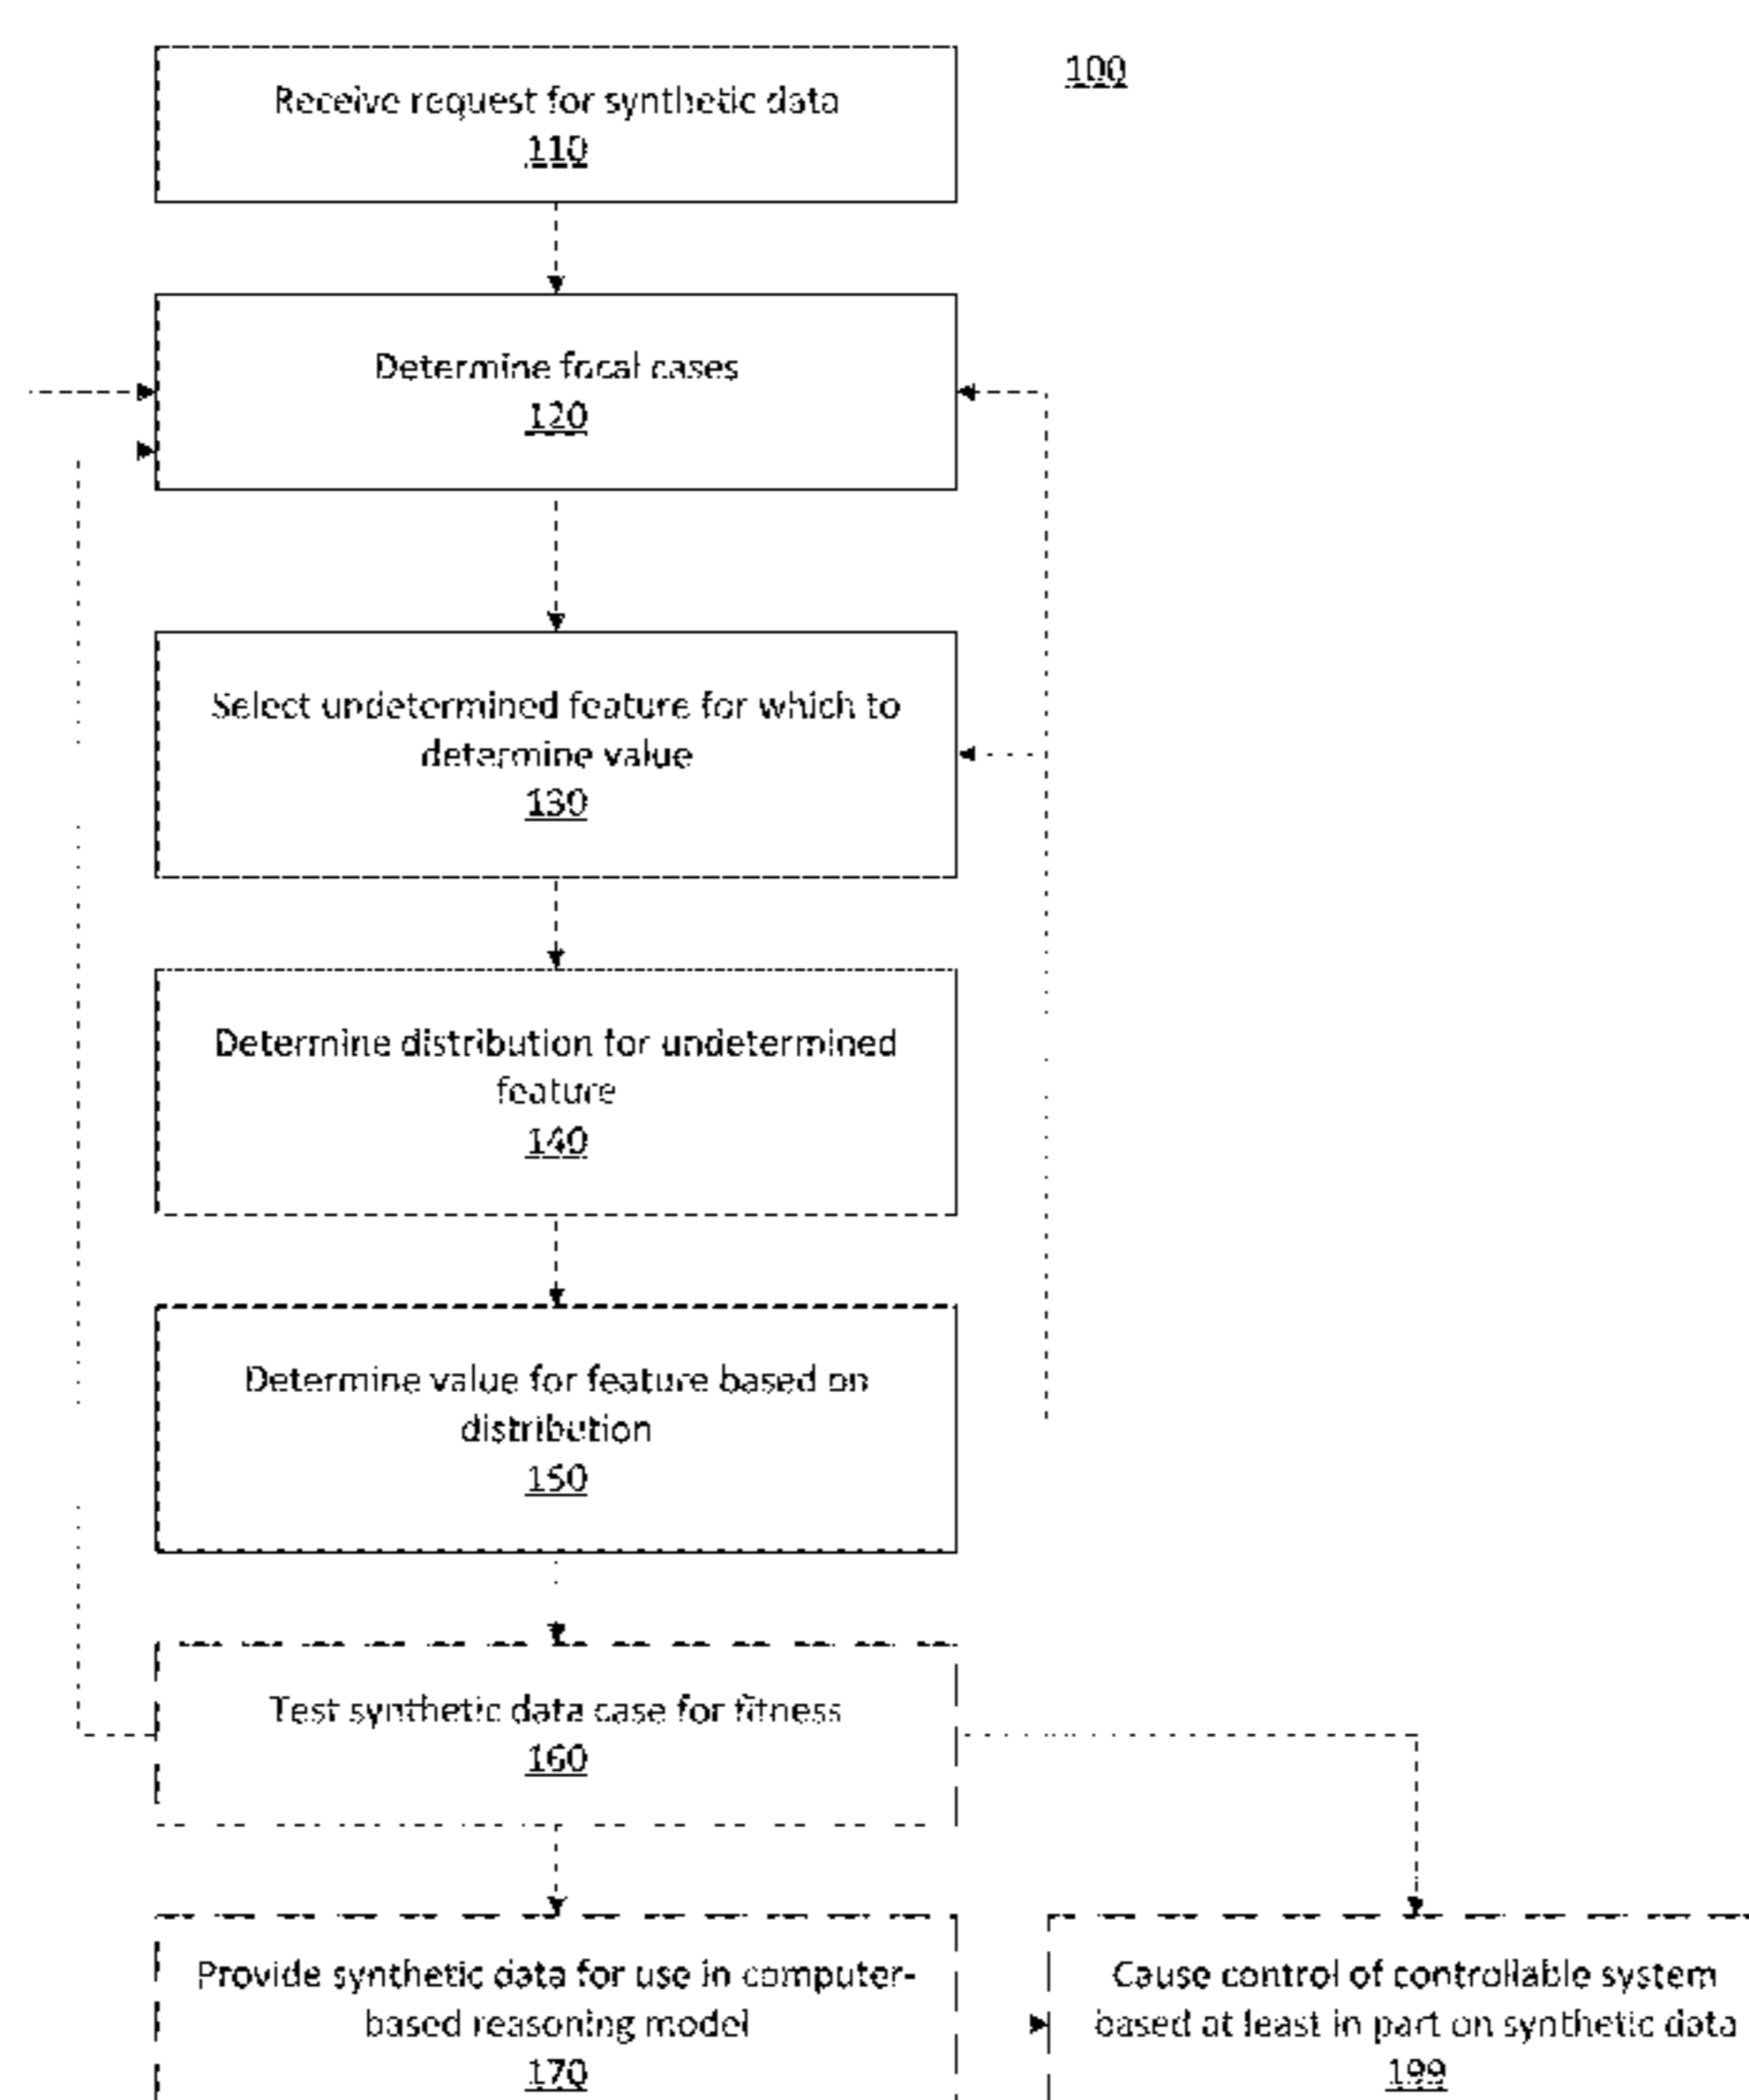 100
Receive request for synthetic data
110
Determine focal cases
120
Select undetermined feature for which to
determine value
130
Determine distribution for undetermined
feature
140
Determine value for feature based on
distribution
150
Test synthetic data case for fitness
160
Provide synthetic data for use in computer-
based reasoning model
170
Cause control of controllable system
based at least in part on synthetic data
199